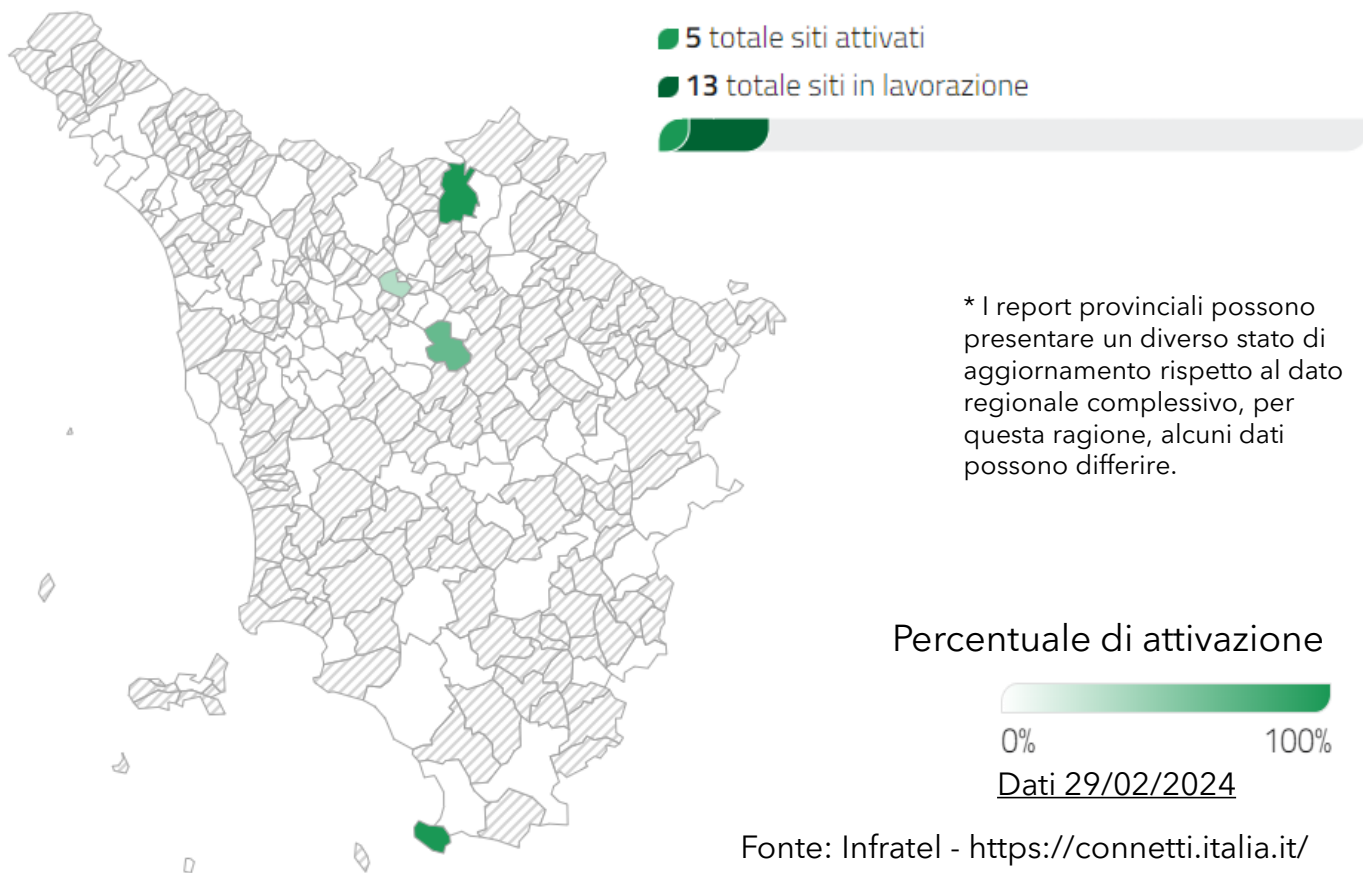 5 totale siti attivati
13 totale siti in lavorazione
* I report provinciali possono
presentare un diverso stato di
aggiornamento rispetto al dato
regionale complessivo, per
questa ragione, alcuni dati
possono differire.
Percentuale di attivazione
0% 100%
Dati 29/02/2024
Fonte: Infratel - https://connetti.italia.it/